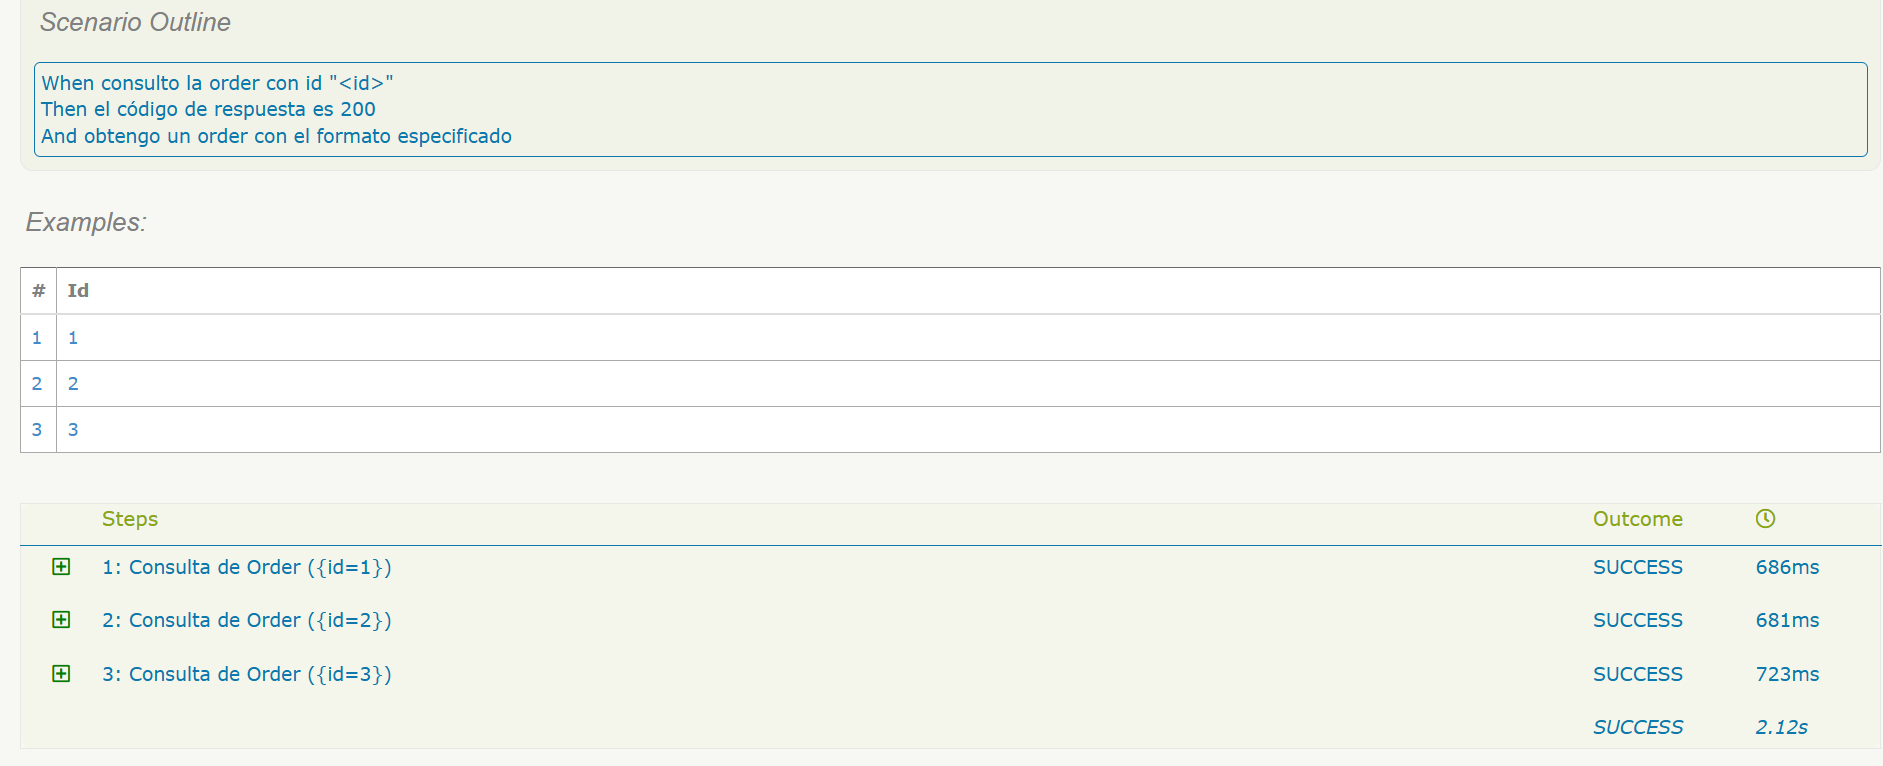 Scenario Outline
When consulto la order con id "<id>"
Then el código de respuesta es 200
And obtengo un order con el formato especificado
Examples:
# Id
1 1
2 2
3 3
Steps Outcome
1: Consulta de Order ({id=1}) SUCCESS 686ms
2: Consulta de Order ({id=2}) SUCCESS 681ms
3: Consulta de Order ({id=3}) SUCCESS 723ms
SUCCESS 2.12s